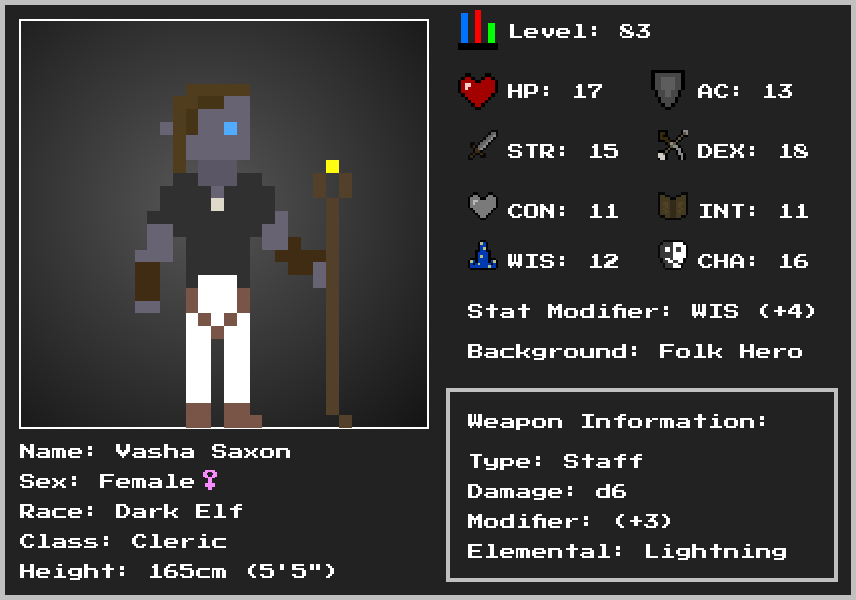 Level: 83
HP: 17
AC: 13
STR: 15
DEX: 18
CON: 11
INT: 11
WIS: 12
CHA: 16
Stat Modifier: WIS (+4)
Background: Folk Hero
Weapon Information:
Type: Staff
Damage: d6
Modifier: (+3)
Elemental: Lightning
Name: Vasha Saxon
Sex: Female♀
Race: Dark Elf
Class: Cleric
Height: 165cm (5'5")